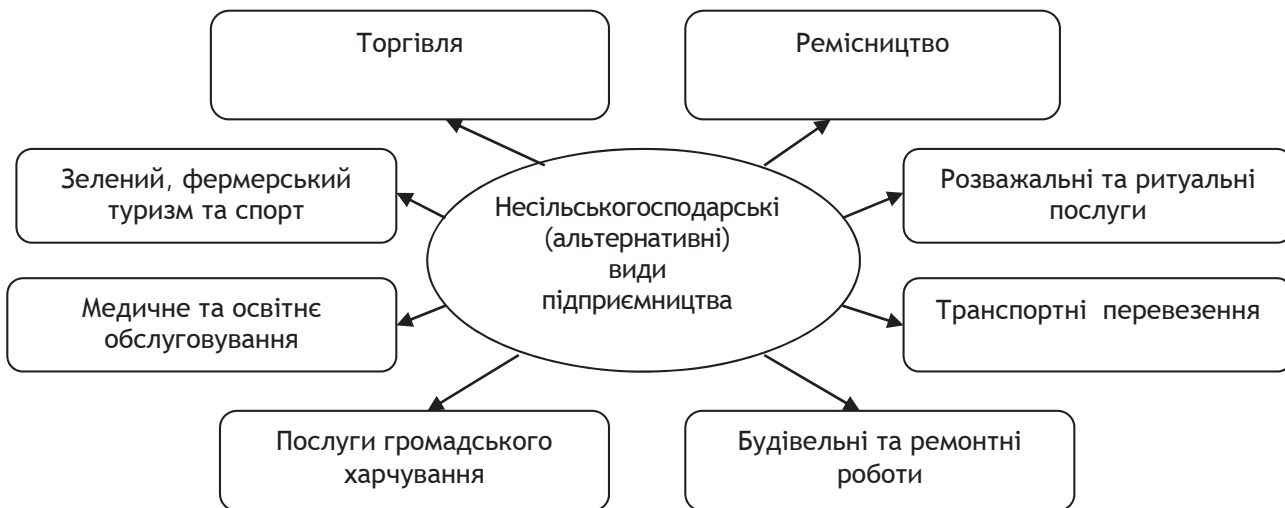 Торгівля
Ремісництво
Зелений, фермерський
туризм та спорт
Несільськогосподарські
(альтернативні)
види
підприємництва
Розважальні та ритуальні
послуги
Медичне та освітнє
обслуговування
Транспортні перевезення
Послуги громадського
харчування
Будівельні та ремонтні
роботи